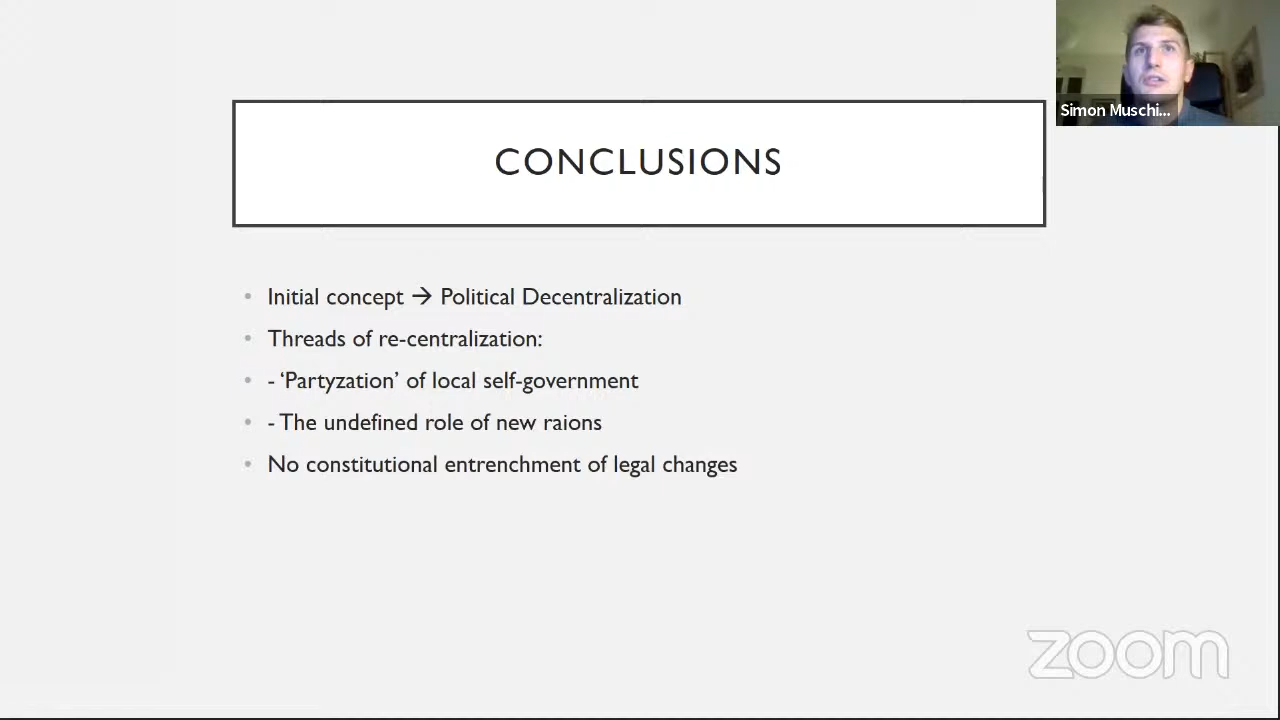 Simon Muschi...
CONCLUSIONS
• Initial concept → Political Decentralization
• Threads of re-centralization:
• - ‘Partyzation’ of local self-government
• - The undefined role of new raions
• No constitutional entrenchment of legal changes
zoom